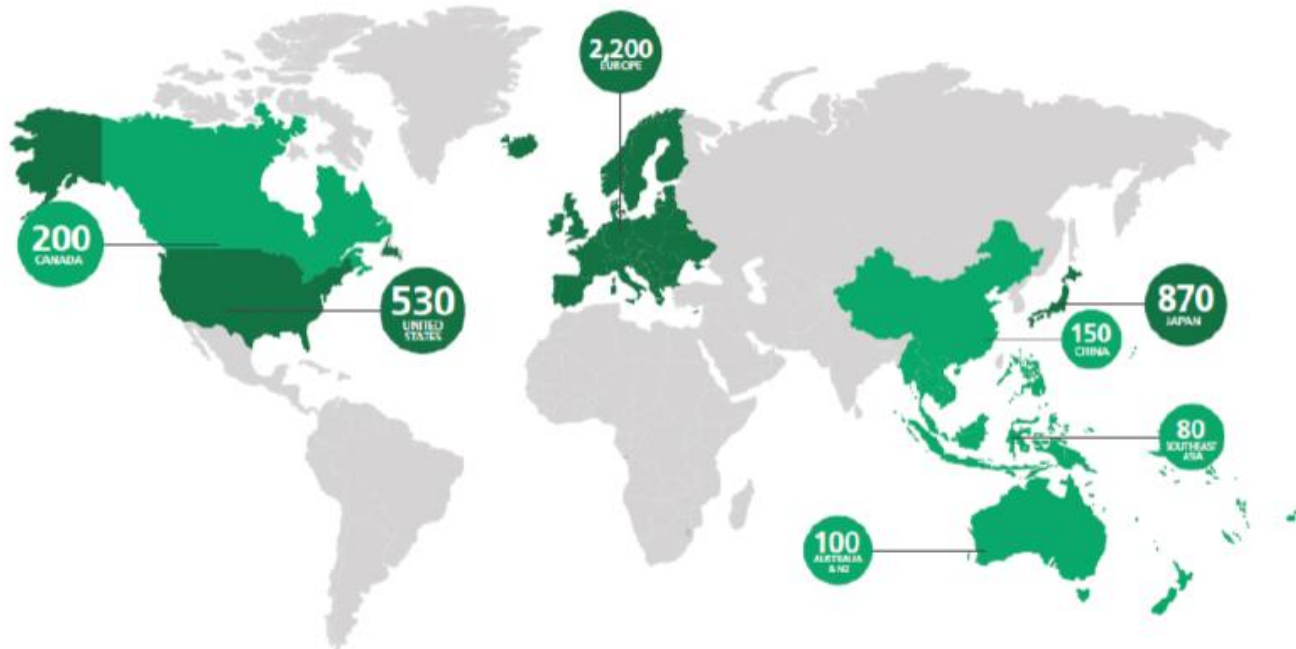 2,200
EUROPE
200
CANADA
530
UNITED
STATES
870
JAPAN
150
CHINA
80
SOUTHEAST
ASIA
100
AUSTRALIA
& NZ